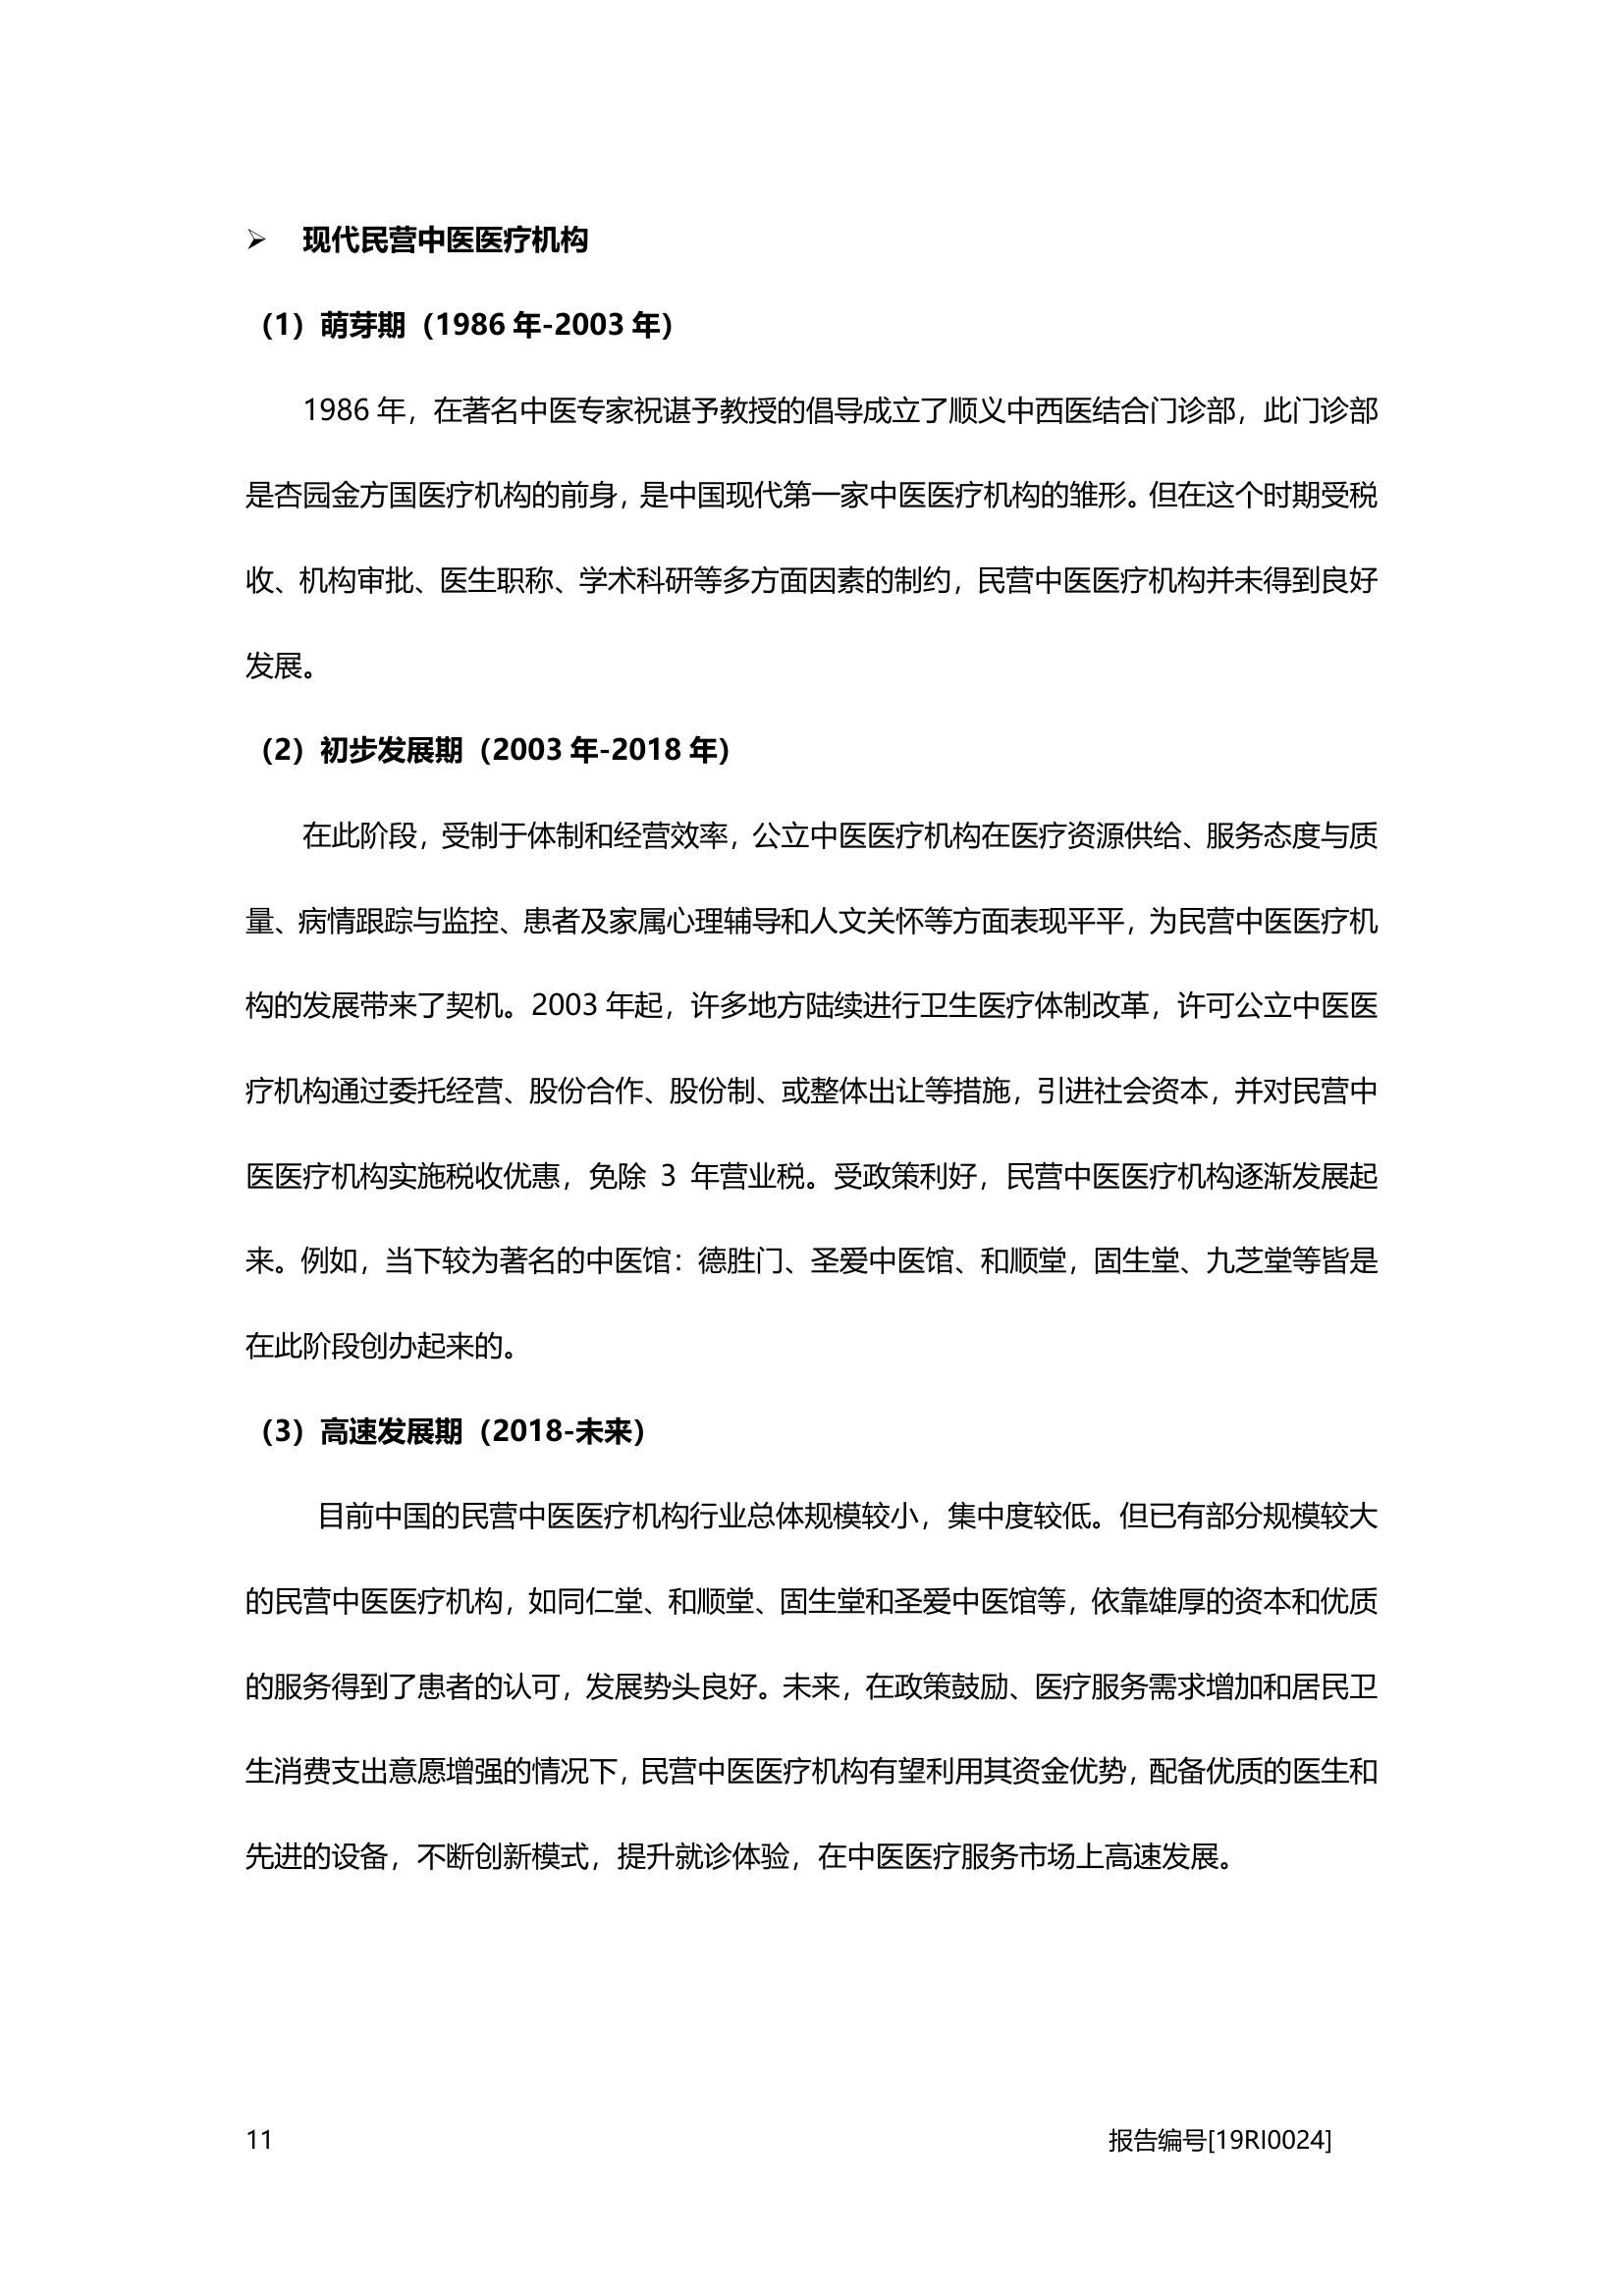 ➢ 现代民营中医医疗机构
（1）萌芽期（1986 年-2003 年）
1986 年，在著名中医专家祝谌予教授的倡导成立了顺义中西医结合门诊部，此门诊部
是杏园金方国医疗机构的前身，是中国现代第一家中医医疗机构的雏形。但在这个时期受税
收、机构审批、医生职称、学术科研等多方面因素的制约，民营中医医疗机构并未得到良好
发展。
（2）初步发展期（2003 年-2018 年）
在此阶段，受制于体制和经营效率，公立中医医疗机构在医疗资源供给、服务态度与质
量、病情跟踪与监控、患者及家属心理辅导和人文关怀等方面表现平平，为民营中医医疗机
构的发展带来了契机。2003 年起，许多地方陆续进行卫生医疗体制改革，许可公立中医医
疗机构通过委托经营、股份合作、股份制、或整体出让等措施，引进社会资本，并对民营中
医医疗机构实施税收优惠，免除 3 年营业税。受政策利好，民营中医医疗机构逐渐发展起
来。例如，当下较为著名的中医馆：德胜门、圣爱中医馆、和顺堂，固生堂、九芝堂等皆是
在此阶段创办起来的。
（3）高速发展期（2018-未来）
目前中国的民营中医医疗机构行业总体规模较小，集中度较低。但已有部分规模较大
的民营中医医疗机构，如同仁堂、和顺堂、固生堂和圣爱中医馆等，依靠雄厚的资本和优质
的服务得到了患者的认可，发展势头良好。未来，在政策鼓励、医疗服务需求增加和居民卫
生消费支出意愿增强的情况下，民营中医医疗机构有望利用其资金优势，配备优质的医生和
先进的设备，不断创新模式，提升就诊体验，在中医医疗服务市场上高速发展。
11 报告编号[19RI0024]